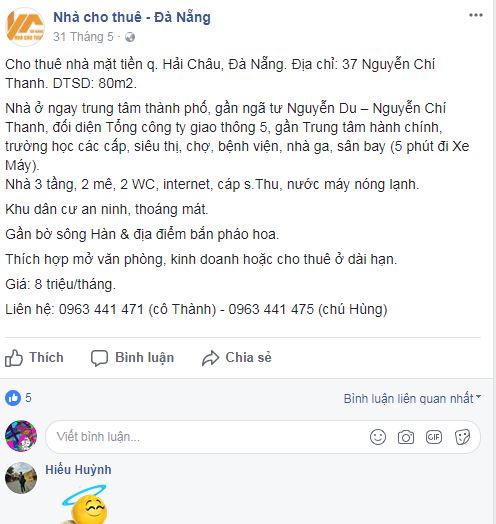 Nhà cho thuê - Đà Nẵng
31 Tháng 5 ·
Cho thuê nhà mặt tiền q. Hải Châu, Đà Nẵng. Địa chỉ: 37 Nguyễn Chí
Thanh. DTSD: 80m2.
Nhà ở ngay trung tâm thành phố, gần ngã tư Nguyễn Du – Nguyễn Chí
Thanh, đối diện Tổng công ty giao thông 5, gần Trung tâm hành chính,
trường học các cấp, siêu thị, chợ, bệnh viện, nhà ga, sân bay (5 phút đi Xe
Máy).
Nhà 3 tầng, 2 mê, 2 WC, internet, cáp s.Thu, nước máy nóng lạnh.
Khu dân cư an ninh, thoáng mát.
Gần bờ sông Hàn & địa điểm bắn pháo hoa.
Thích hợp mở văn phòng, kinh doanh hoặc cho thuê ở dài hạn.
Giá: 8 triệu/tháng.
Liên hệ: 0963 441 471 (cô Thành) - 0963 441 475 (chú Hùng)
Thích Bình luận Chia sẻ
5 Bình luận liên quan nhất
Viết bình luận... GIF
Hiếu Huỳnh